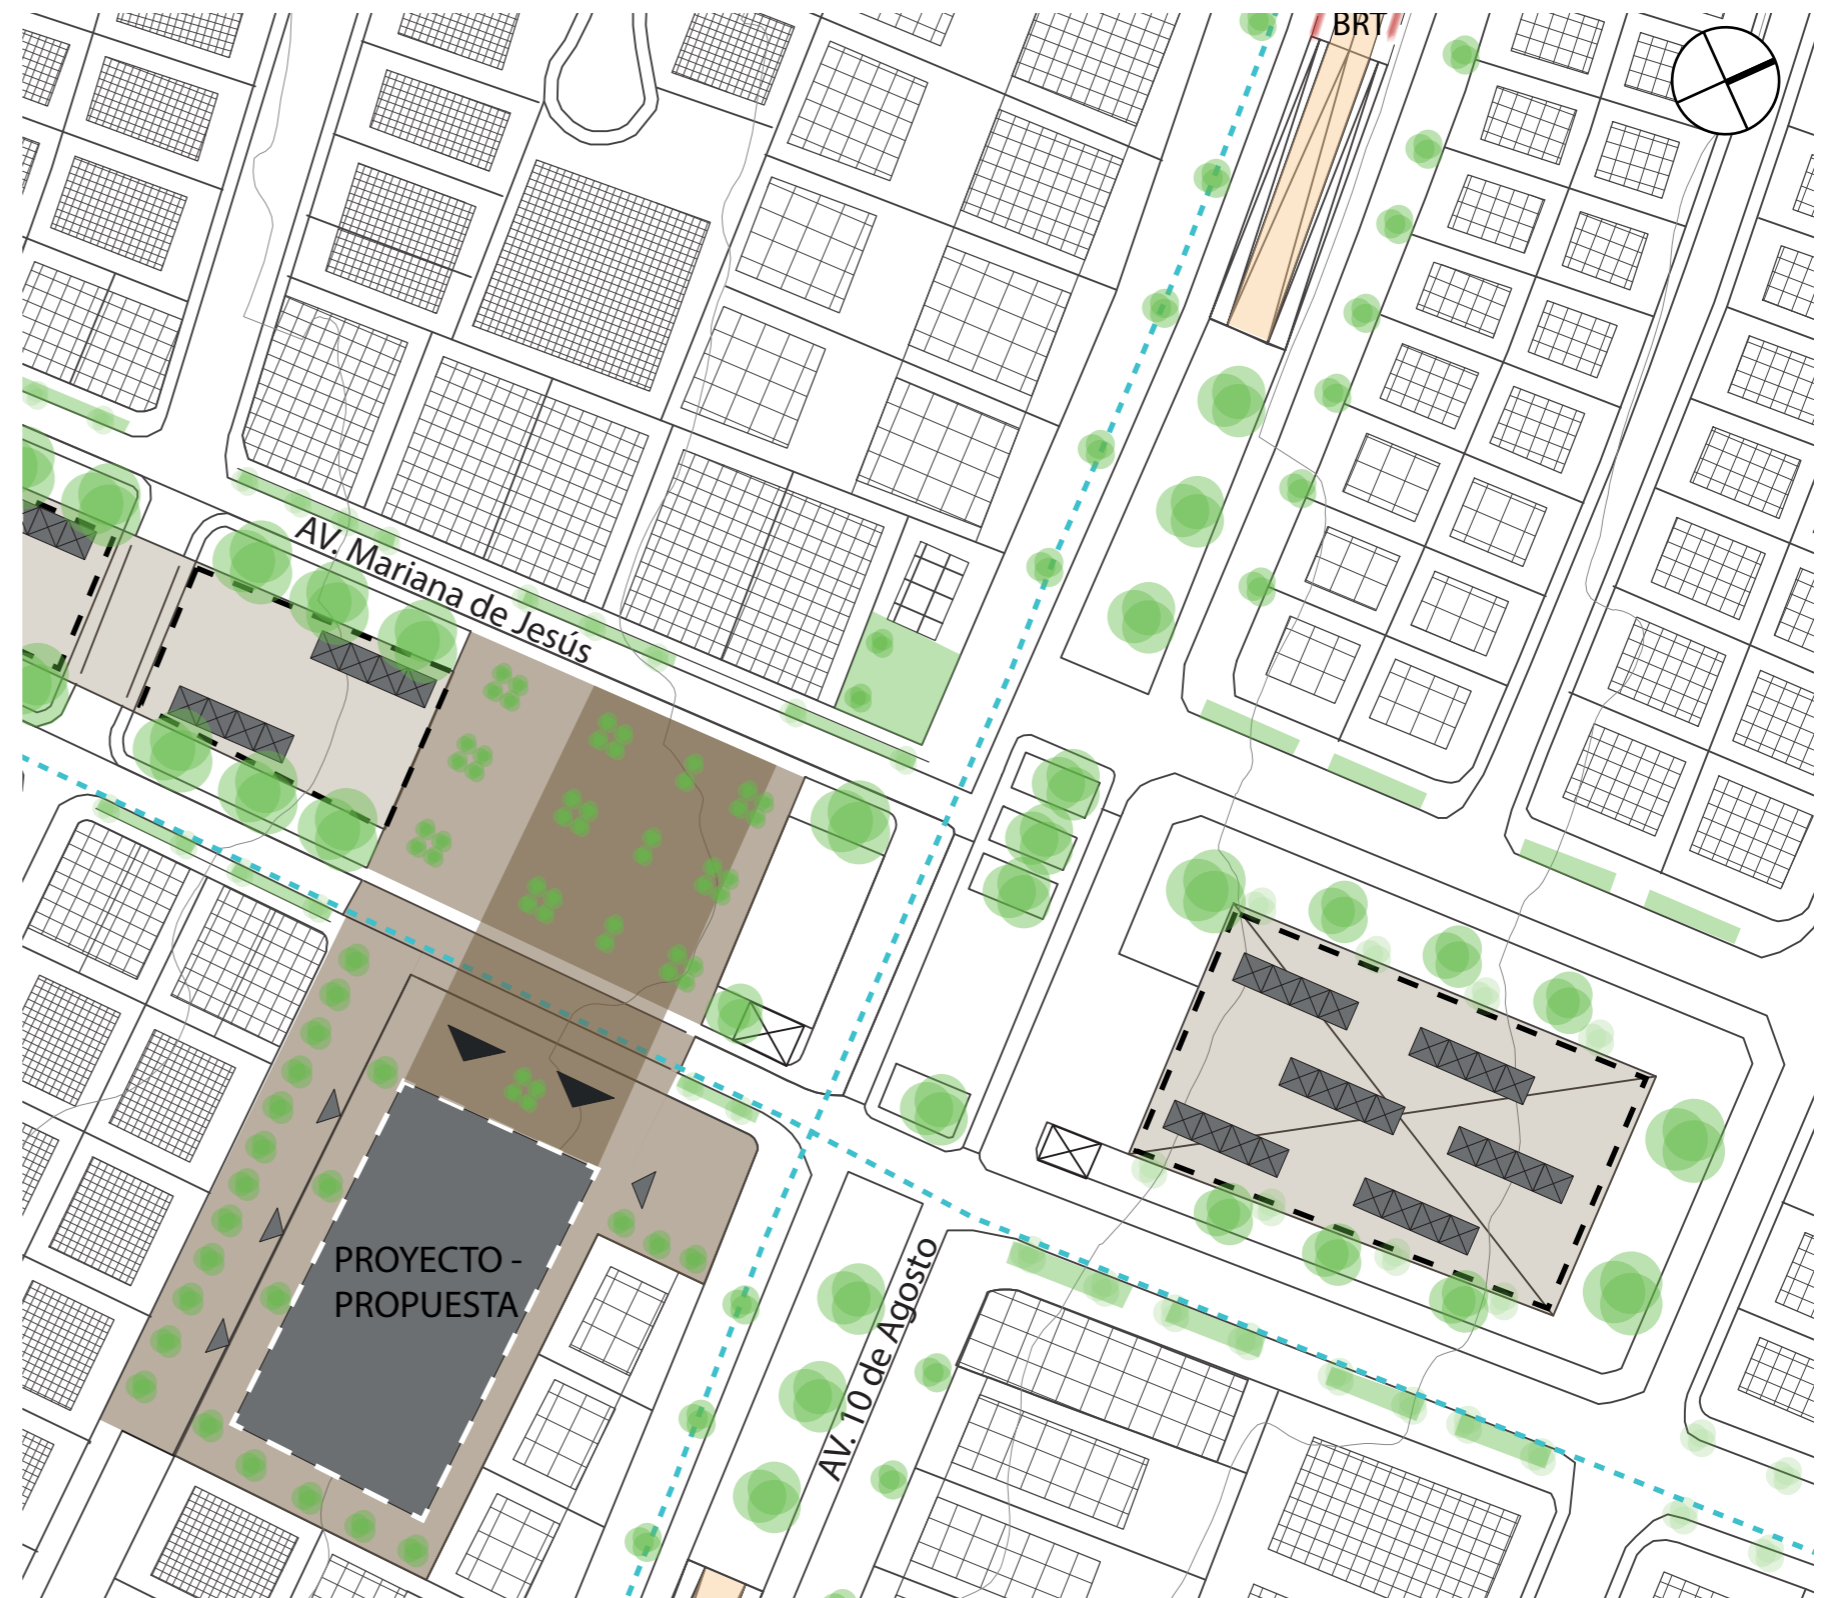 BRT
AV. Mariana de Jesús
PROYECTO -
PROPUESTA
AV. 10 de Agosto